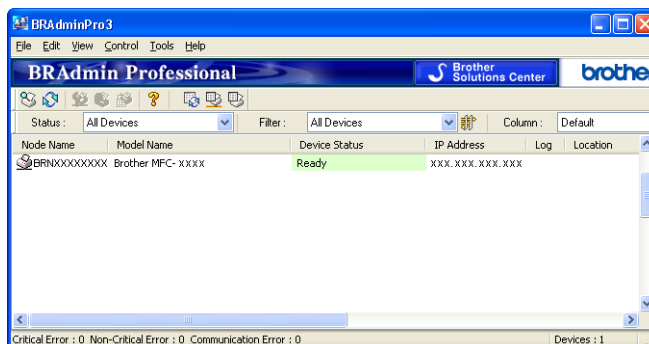 BRAdminPro3
File Edit View Control Tools Help
BRAdmin Professional Brother Solutions Center brothe
Status : All Devices Filter : All Devices Column : Default
Node Name Model Name Device Status IP Address Log Location
BRNXXXXXXXX Brother MFC- xxxx Ready xxx.xxx.xxx.xxx
Critical Error : 0 Non-Critical Error : 0 Communication Error : 0 Devices : 1